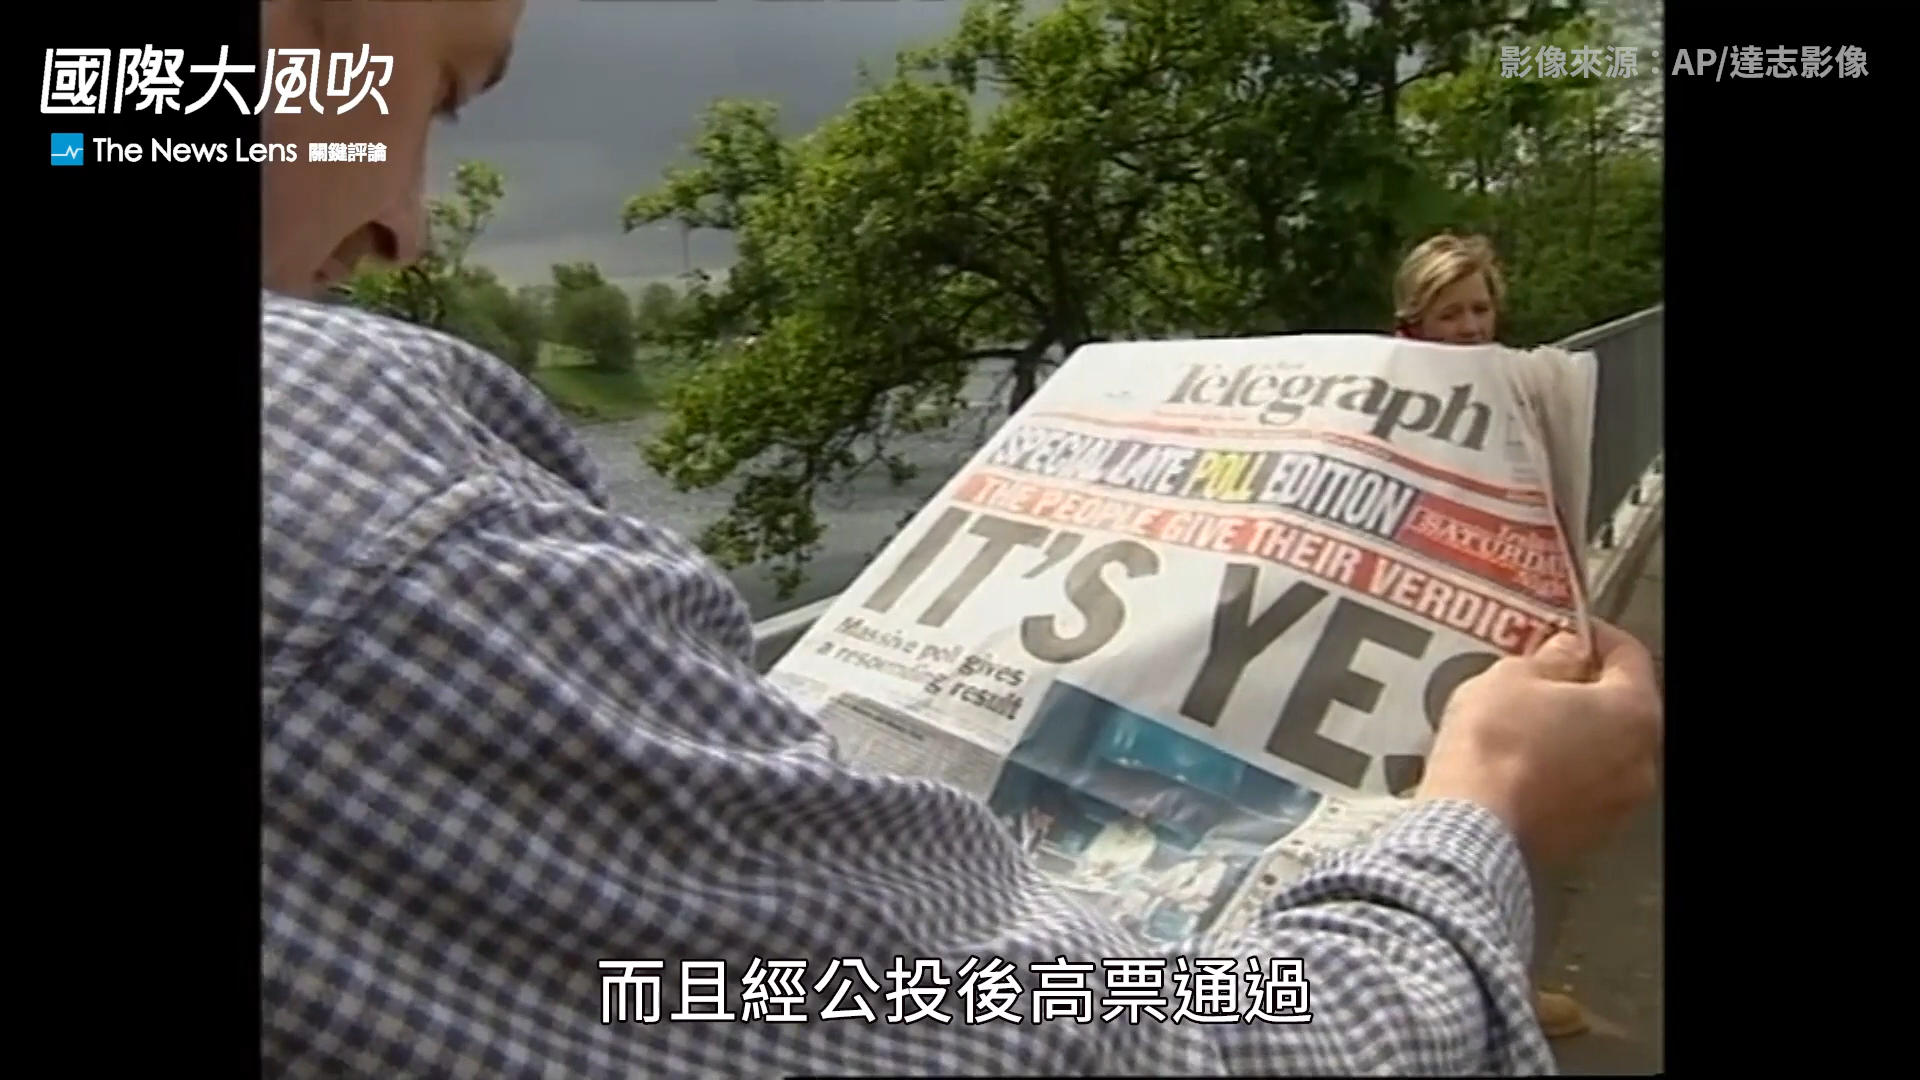 國際大風吹
The News Lens 關鍵評論
影像來源：AP/達志影像
Telegraph
SPECIAL LATE POLL EDITION
THE PEOPLE GIVE THEIR VERDICT
SATURDAY
IT'S YES
Massive poll gives
a resounding result
而且經公投後高票通過